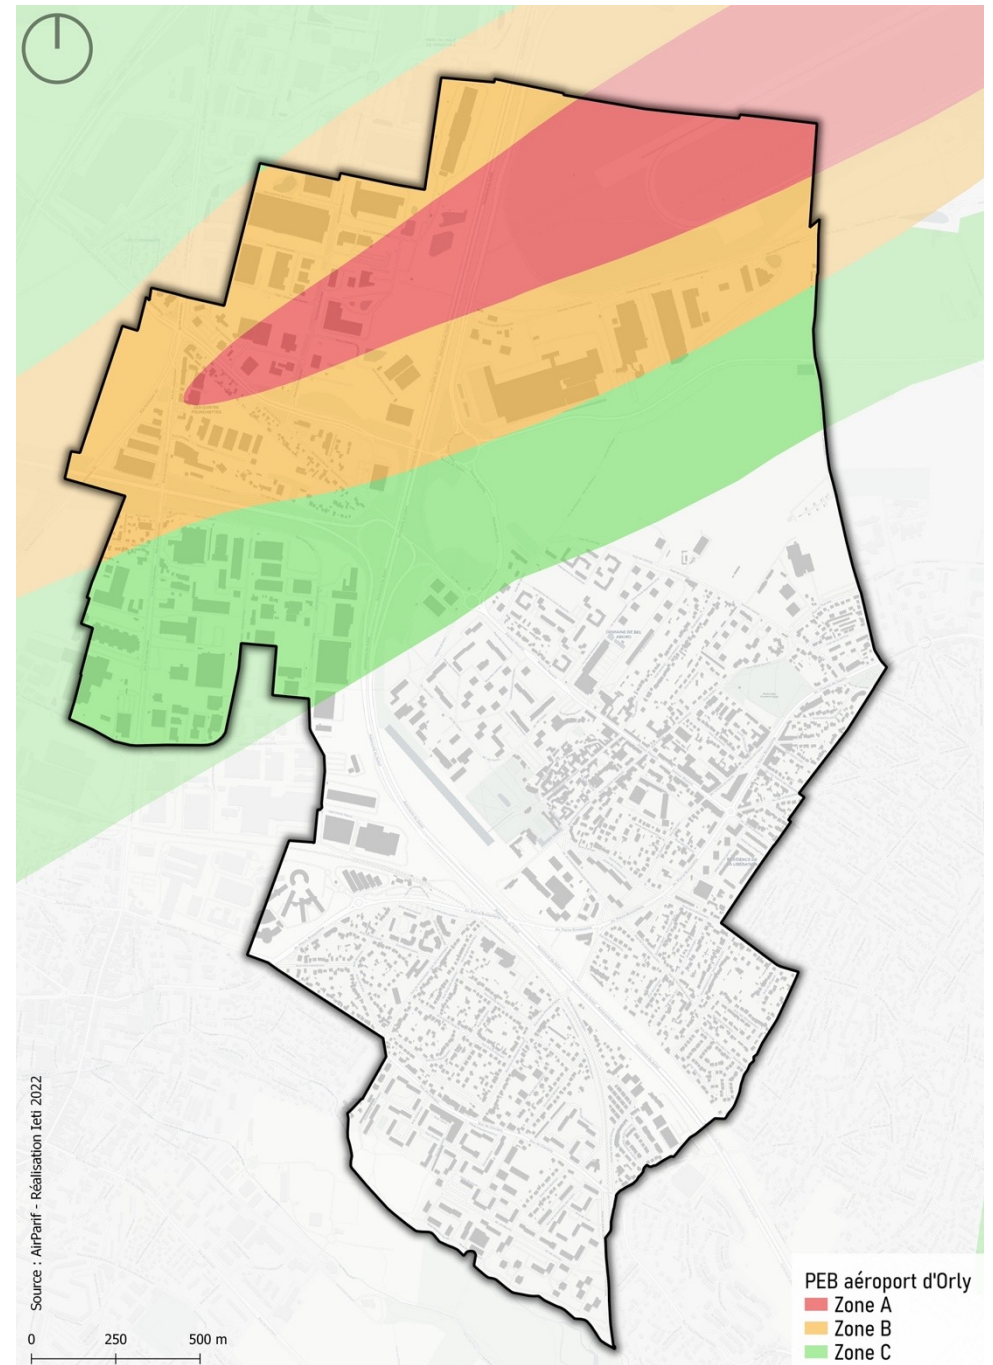 PEB aéroport d'Orly
Zone A
Zone B
Zone C
Source : AirParif - Réalisation Ieti 2022
0 250 500 m